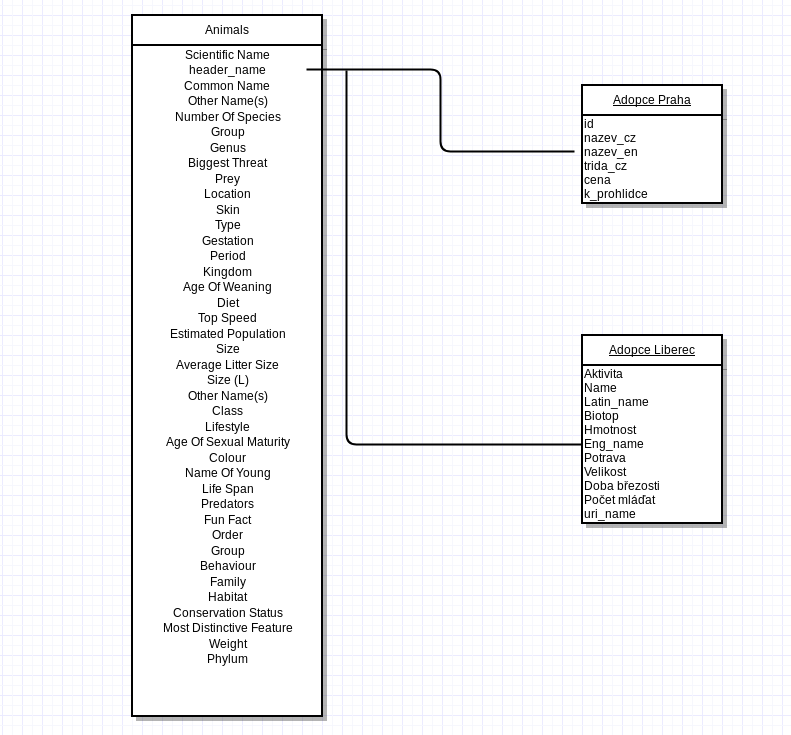 Animals
Scientific Name
header_name
Common Name
Other Name(s)
Number Of Species
Group
Genus
Biggest Threat
Prey
Location
Skin
Type
Gestation
Period
Kingdom
Age Of Weaning
Diet
Top Speed
Estimated Population
Size
Average Litter Size
Size (L)
Other Name(s)
Class
Lifestyle
Age Of Sexual Maturity
Colour
Name Of Young
Life Span
Predators
Fun Fact
Order
Group
Behaviour
Family
Habitat
Conservation Status
Most Distinctive Feature
Weight
Phylum
Adopce Praha
id
nazev_cz
nazev_en
trida_cz
cena
k_prohlidce
Adopce Liberec
Aktivita
Name
Latin_name
Biotop
Hmotnost
Eng_name
Potrava
Velikost
Doba březosti
Počet mláďat
uri_name